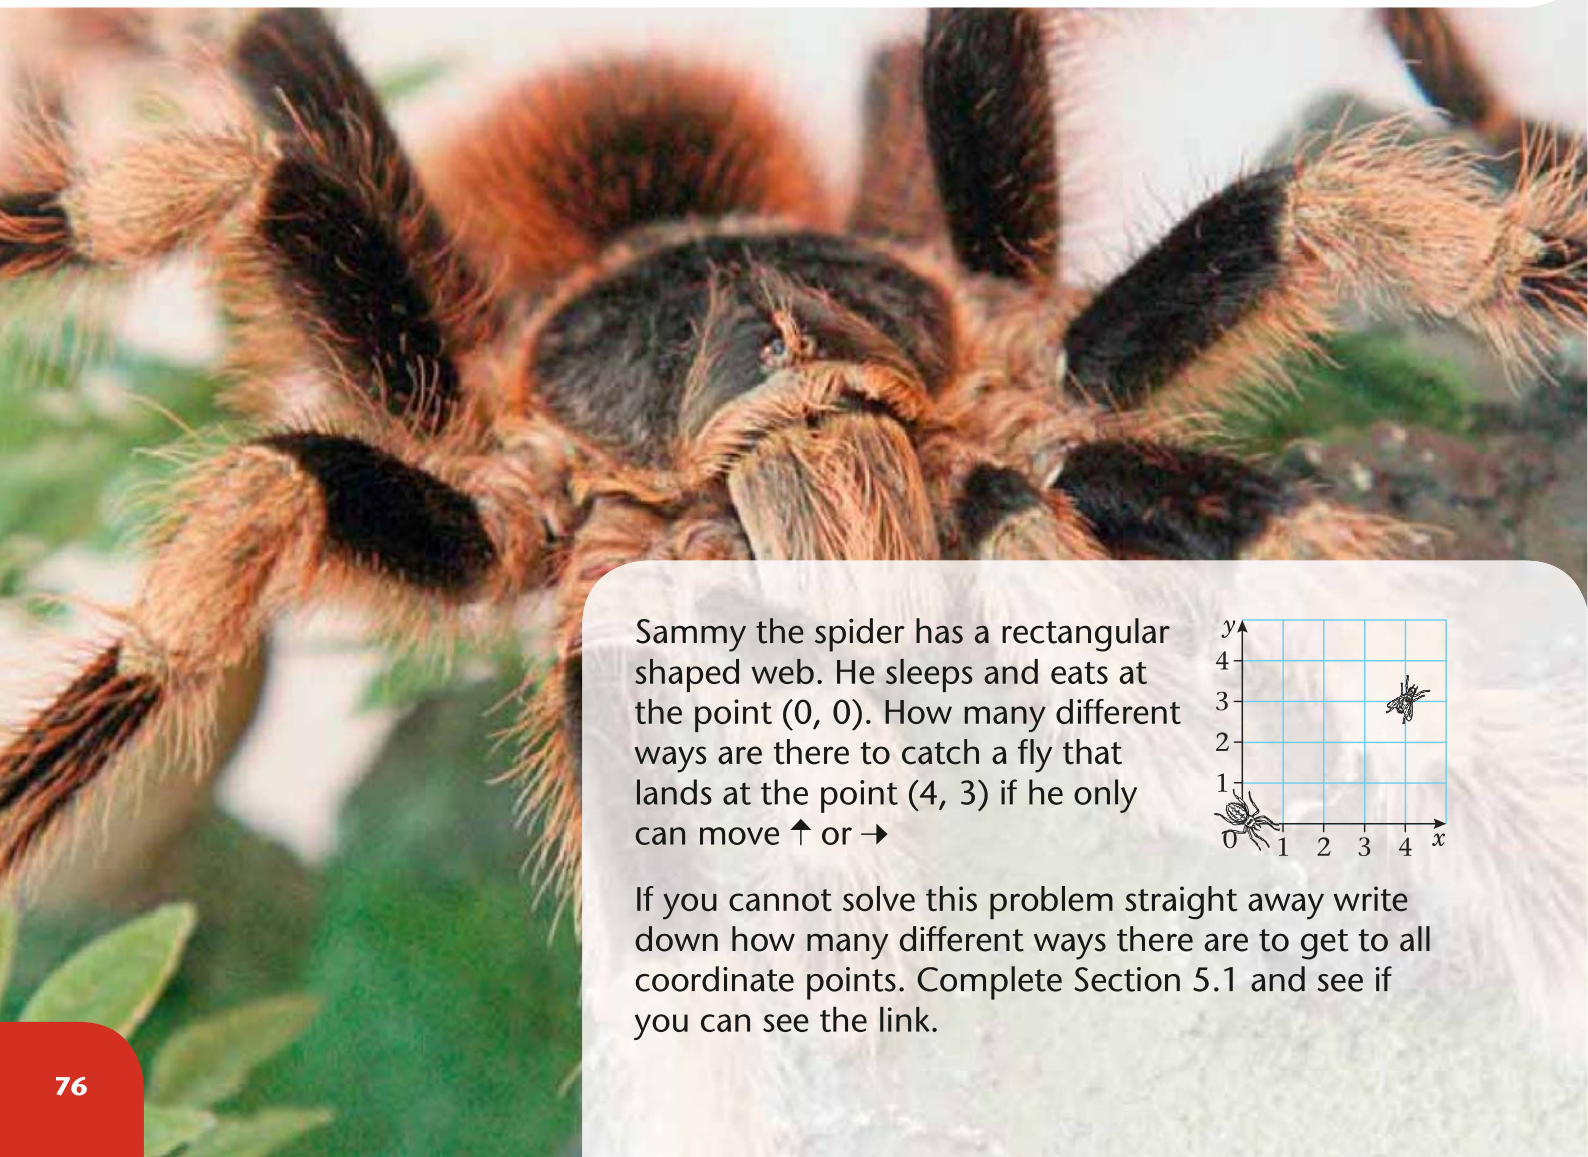 Sammy the spider has a rectangular
shaped web. He sleeps and eats at
the point (0, 0). How many different
ways are there to catch a fly that
lands at the point (4, 3) if he only
can move ↑ or →
y
4
3
2
1
0 1 2 3 4 x
If you cannot solve this problem straight away write
down how many different ways there are to get to all
coordinate points. Complete Section 5.1 and see if
you can see the link.
76